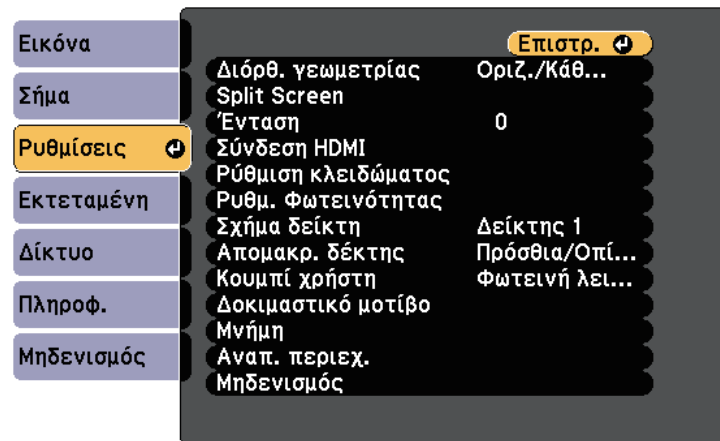 Εικόνα
Σήμα
Ρυθμίσεις
Εκτεταμένη
Δίκτυο
Πληροφ.
Μηδενισμός
Επιστρ.
Διόρθ. γεωμετρίας Οριζ./Κάθ...
Split Screen
Ένταση 0
Σύνδεση HDMI
Ρύθμιση κλειδώματος
Ρυθμ. Φωτεινότητας
Σχήμα δείκτη Δείκτης 1
Απομακρ. δέκτης Πρόσθια/Οπί...
Κουμπί χρήστη Φωτεινή λει...
Δοκιμαστικό μοτίβο
Μνήμη
Αναπ. περιεχ.
Μηδενισμός